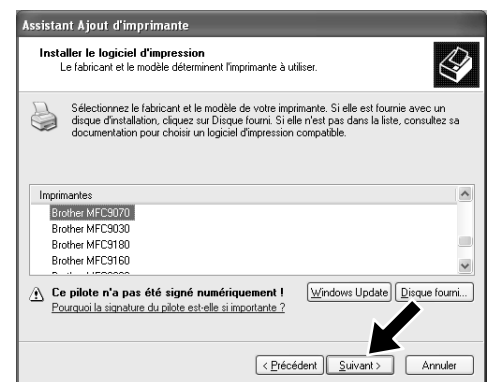 Assistant Ajout d'imprimante
Installer le logiciel d'impression
Le fabricant et le modèle déterminent l'imprimante à utiliser.
Sélectionnez le fabricant et le modèle de votre imprimante. Si elle est fournie avec un
disque d'installation, cliquez sur Disque fourni. Si elle n'est pas dans la liste, consultez sa
documentation pour choisir un logiciel d'impression compatible.
Imprimantes
Brother MFC9070
Brother MFC9030
Brother MFC9180
Brother MFC9160
Ce pilote n'a pas été signé numériquement !
Pourquoi la signature du pilote est-elle si importante ?
Windows Update
Disque fourni...
< Précédent
Suivant >
Annuler